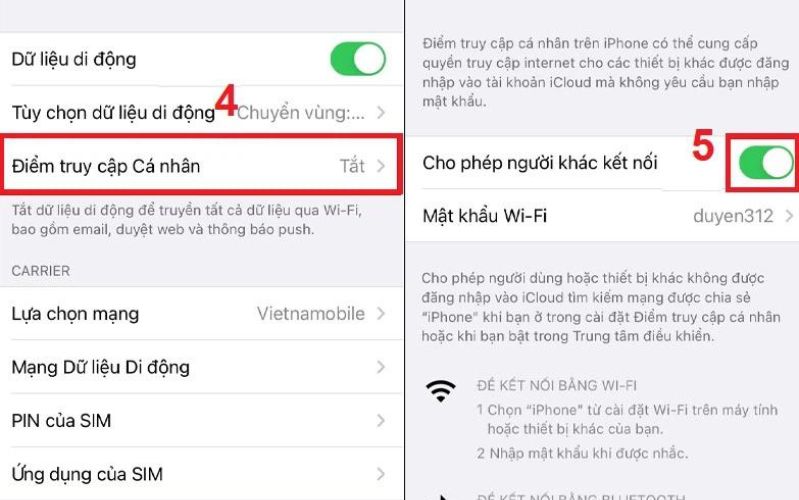 Dữ liệu di động
Tùy chọn dữ liệu di động 4 Chuyển vùng:...
Điểm truy cập Cá nhân Tắt
Tắt dữ liệu di động để truyền tất cả dữ liệu qua Wi-Fi,
bao gồm email, duyệt web và thông báo push.
CARRIER
Lựa chọn mạng Vietnamobile
Mạng Dữ liệu Di động
PIN của SIM
Ứng dụng của SIM
Điểm truy cập cá nhân trên iPhone có thể cung cấp
quyền truy cập internet cho các thiết bị khác được đăng
nhập vào tài khoản iCloud mà không yêu cầu bạn nhập
mật khẩu.
Cho phép người khác kết nối 5
Mật khẩu Wi-Fi duyen312
Cho phép người dùng hoặc thiết bị khác không được
đăng nhập vào iCloud tìm kiếm mạng được chia sẻ
"iPhone" khi bạn ở trong cài đặt Điểm truy cập cá nhân
hoặc khi bạn bật trong Trung tâm điều khiển.
ĐỂ KẾT NỐI BẰNG WI-FI
1 Chọn "iPhone" từ cài đặt Wi-Fi trên máy tính
hoặc thiết bị khác của bạn.
2 Nhập mật khẩu khi được nhắc.
ĐỂ KẾT NỐI BẰNG BLUETOOTH